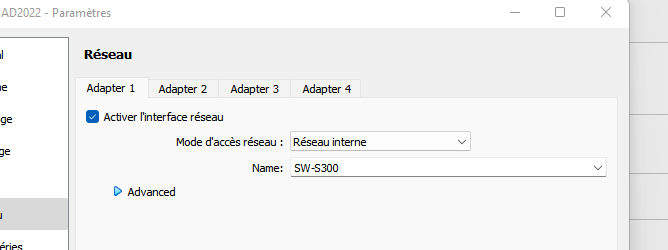 AD2022 - Paramètres
Réseau
Adapter 1 Adapter 2 Adapter 3 Adapter 4
Activer l'interface réseau
Mode d'accès réseau : Réseau interne
Name: SW-S300
Advanced